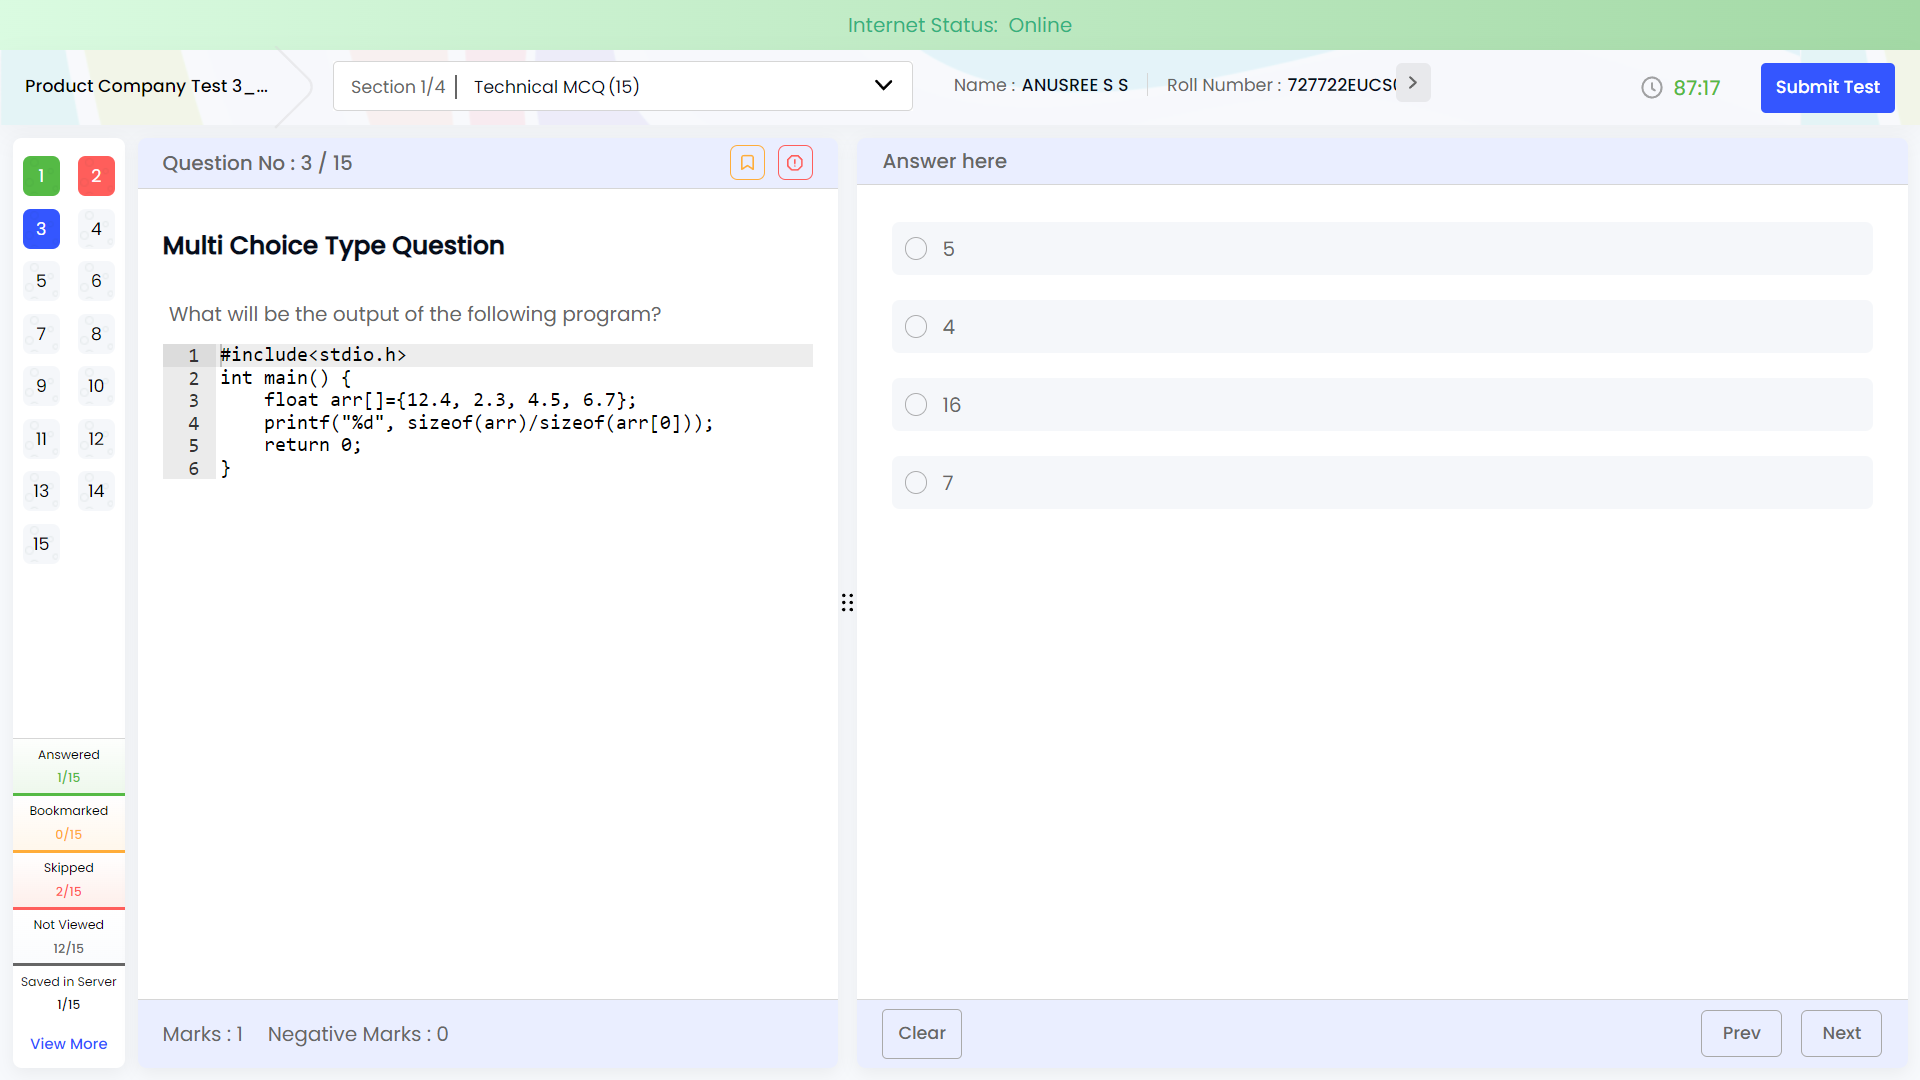 Internet Status: Online
Product Company Test 3_...
Section 1/4 | Technical MCQ (15)
Name : ANUSREE S S
Roll Number : 727722EUCS
87:17
Submit Test
1 2
3 4
5 6
7 8
9 10
11 12
13 14
15
Answered
1/15
Bookmarked
0/15
Skipped
2/15
Not Viewed
12/15
Saved in Server
1/15
View More
Question No : 3 / 15
Multi Choice Type Question
What will be the output of the following program?
1 #include<stdio.h>
2 int main() {
3     float arr[]={12.4, 2.3, 4.5, 6.7};
4     printf("%d", sizeof(arr)/sizeof(arr[0]));
5     return 0;
6 }
Marks : 1 Negative Marks : 0
Answer here
5
4
16
7
Clear
Prev
Next